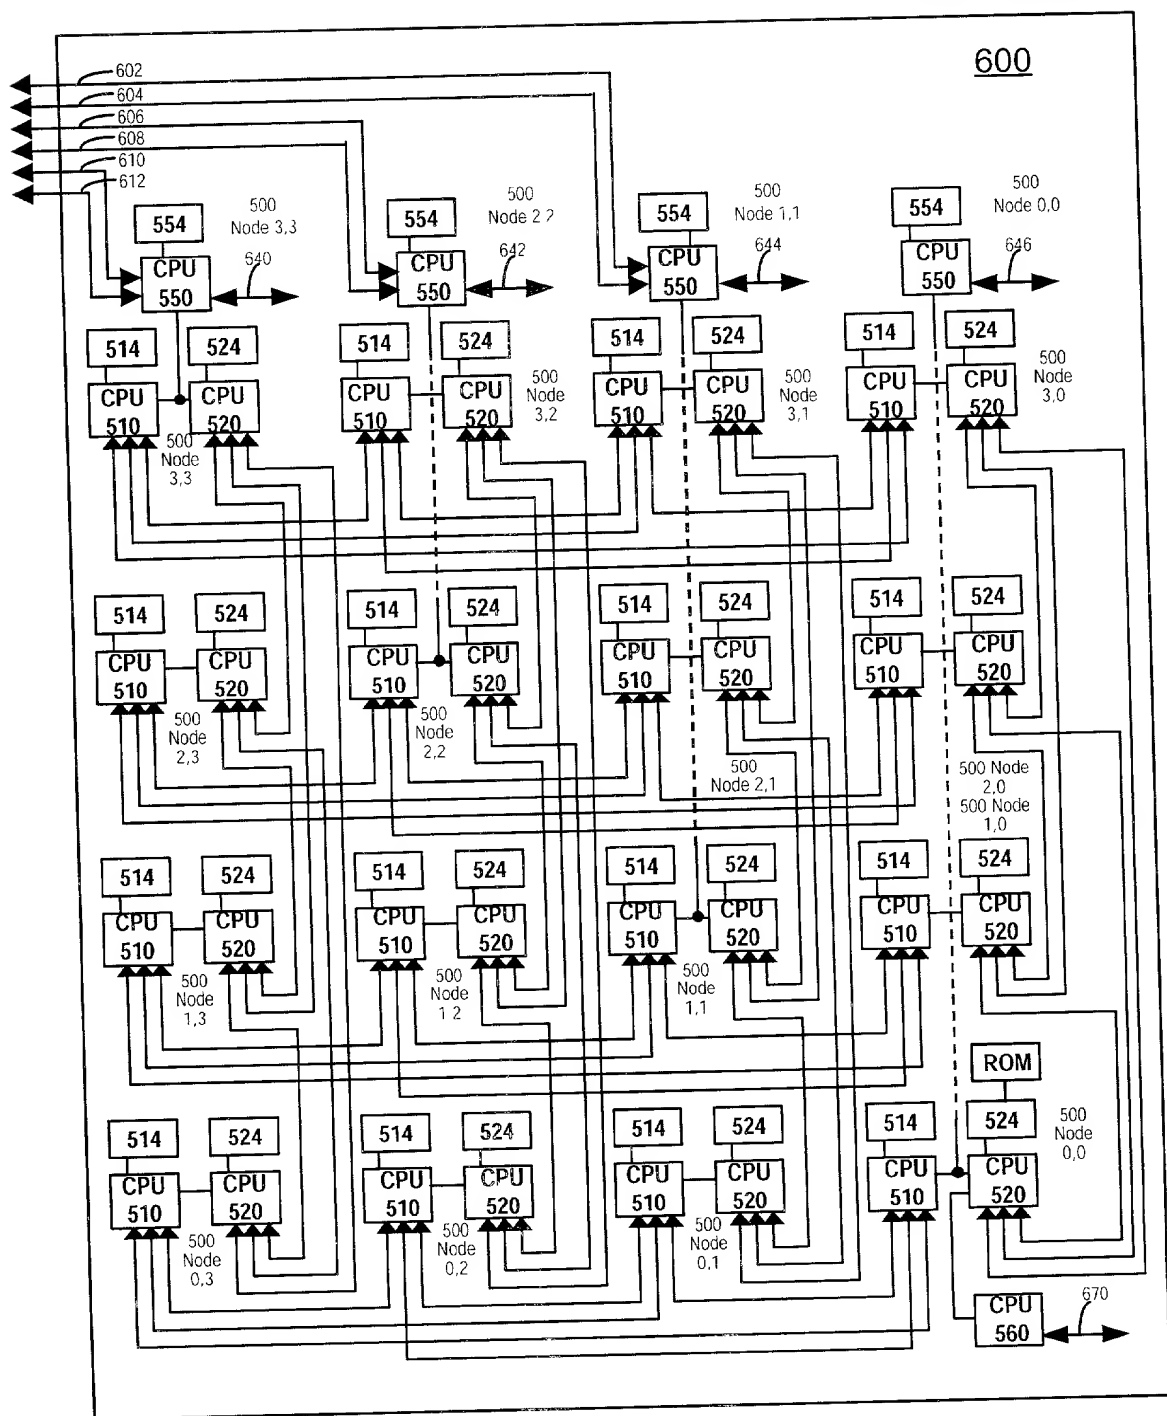 600
602
604
606
608
610
612
554
500
Node 3,3
554
500
Node 2 2
554
500
Node 1,1
554
500
Node 0,0
CPU
550
640
CPU
550
642
CPU
550
644
CPU
550
646
514
524
514
524
514
524
514
524
CPU
510
CPU
520
500
Node
3,3
CPU
510
CPU
520
500
Node
3,2
CPU
510
CPU
520
500
Node
3,1
CPU
510
CPU
520
500
Node
3,0
514
524
514
524
514
524
514
524
CPU
510
CPU
520
500
Node
2,3
CPU
510
CPU
520
500
Node
2,2
CPU
510
CPU
520
500
Node 2,1
CPU
510
CPU
520
500 Node
2,0
500 Node
1,0
514
524
514
524
514
524
514
524
CPU
510
CPU
520
500
Node
1,3
CPU
510
CPU
520
500
Node
1 2
CPU
510
CPU
520
500
Node
1,1
CPU
510
CPU
520
ROM
514
524
514
524
514
524
514
524
500
Node
0,0
CPU
510
CPU
520
500
Node
0,3
CPU
510
CPU
520
500
Node
0,2
CPU
510
CPU
520
500
Node
0,1
CPU
510
CPU
520
CPU
560
670